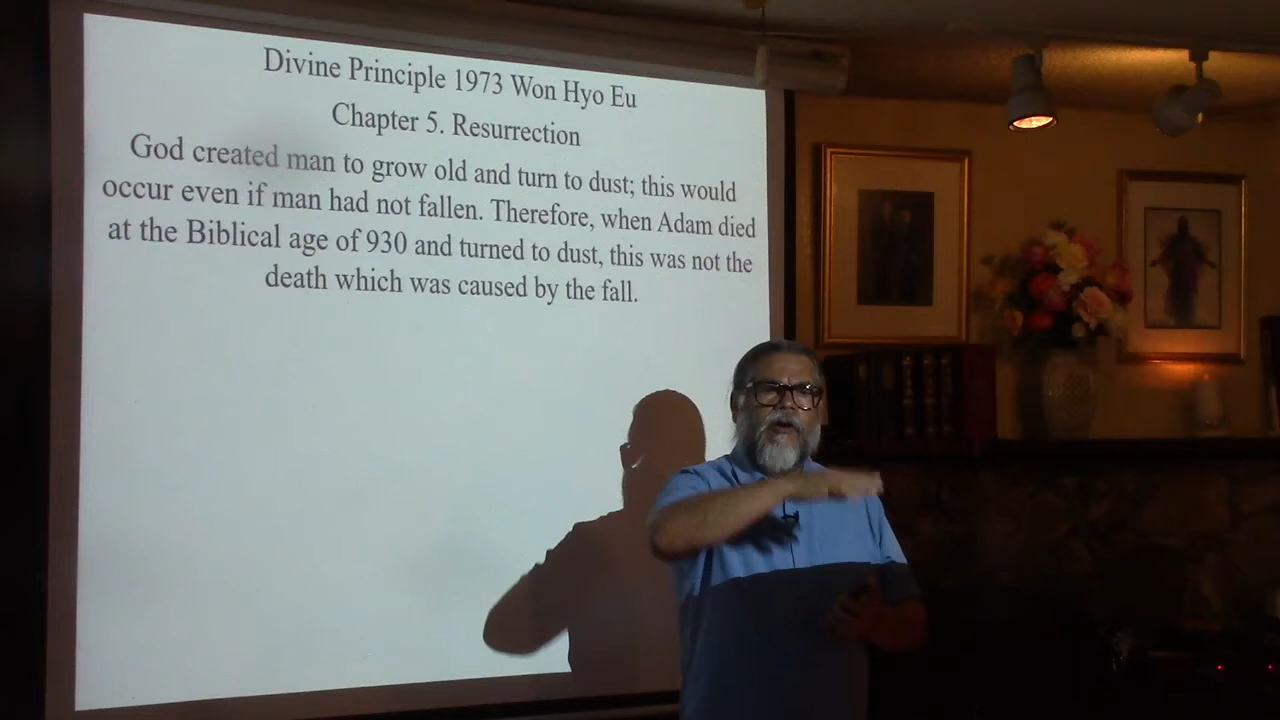 Divine Principle 1973 Won Hyo Eu
Chapter 5. Resurrection
God created man to grow old and turn to dust; this would
occur even if man had not fallen. Therefore, when Adam died
at the Biblical age of 930 and turned to dust, this was not the
death which was caused by the fall.